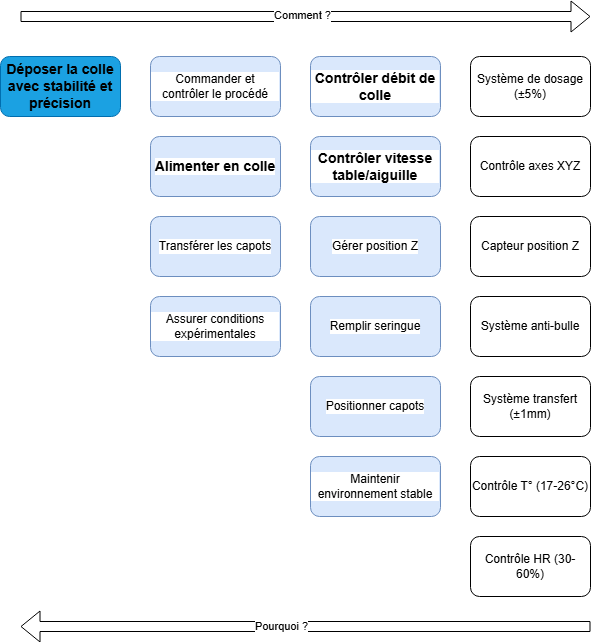 Comment ?
Déposer la colle
avec stabilité et
précision
Commander et
contrôler le procédé
Contrôler débit de
colle
Système de dosage
(±5%)
Alimenter en colle
Contrôler vitesse
table/aiguille
Contrôle axes XYZ
Transférer les capots
Gérer position Z
Capteur position Z
Assurer conditions
expérimentales
Remplir seringue
Système anti-bulle
Positionner capots
Système transfert
(±1mm)
Maintenir
environnement stable
Contrôle T° (17-26°C)
Contrôle HR (30-
60%)
Pourquoi ?